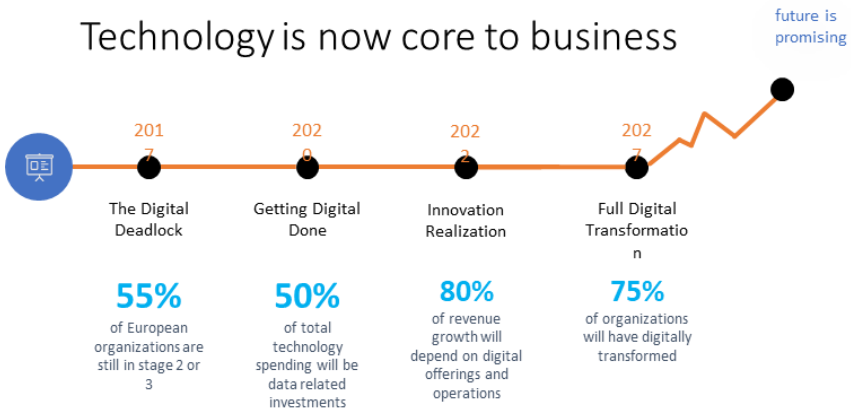 future is
promising
Technology is now core to business
201
7
202
0
202
2
202
7
The Digital
Deadlock
Getting Digital
Done
Innovation
Realization
Full Digital
Transformatio
n
55%
of European
organizations are
still in stage 2 or
3
50%
of total
technology
spending will be
data related
investments
80%
of revenue
growth will
depend on digital
offerings and
operations
75%
of organizations
will have digitally
transformed